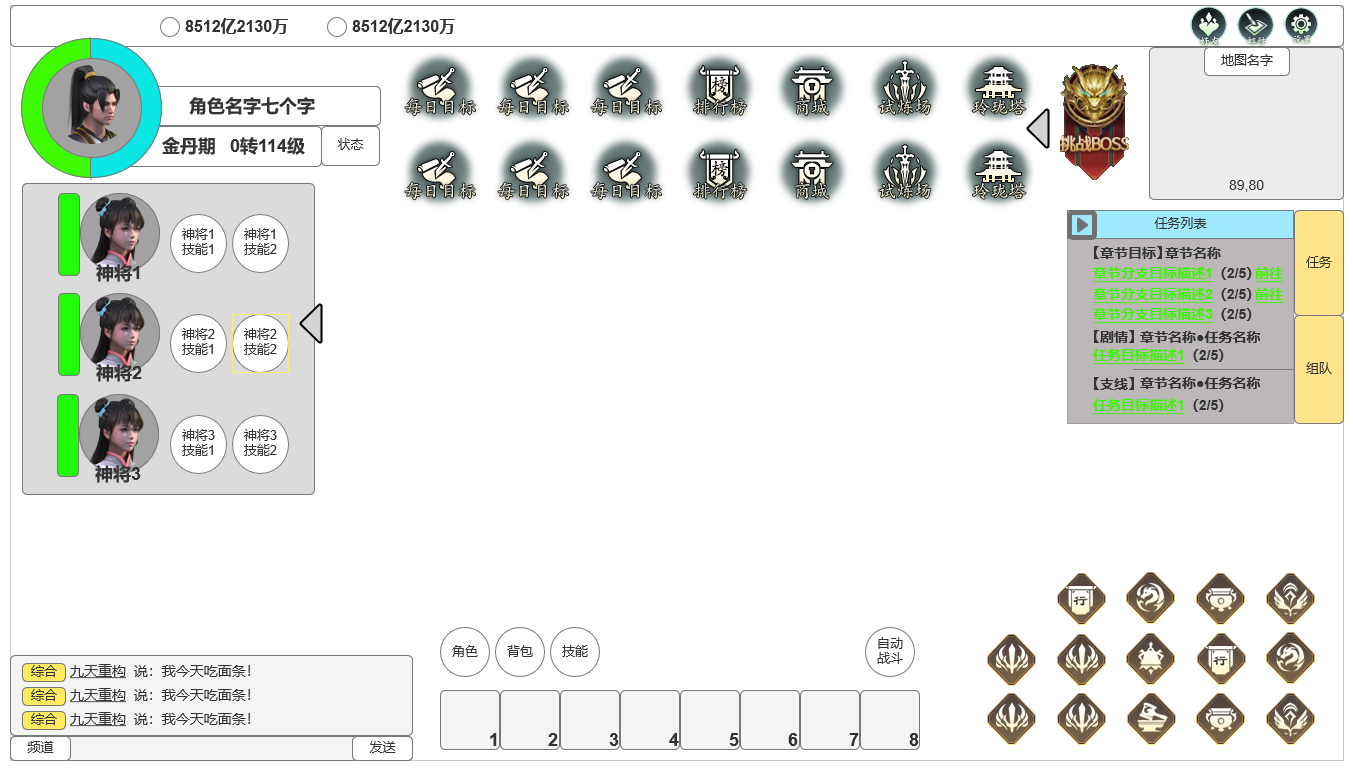 8512亿2130万
8512亿2130万
好友
邮件
设置
地图名字
89,80
角色名字七个字
金丹期 0转114级
状态
每日目标
每日目标
每日目标
排行榜
商城
试炼场
玲珑塔
挑战BOSS
每日目标
每日目标
每日目标
排行榜
商城
试炼场
玲珑塔
神将1
神将1
技能1
神将1
技能2
神将2
神将2
技能1
神将2
技能2
神将3
神将3
技能1
神将3
技能2
任务列表
【章节目标】章节名称
章节分支目标描述1 (2/5) 前往
章节分支目标描述2 (2/5) 前往
章节分支目标描述3 (2/5)
【剧情】章节名称●任务名称
任务目标描述1 (2/5)
【支线】章节名称●任务名称
任务目标描述1 (2/5)
任务
组队
行
行
角色
背包
技能
自动
战斗
综合 九天重构 说：我今天吃面条！
综合 九天重构 说：我今天吃面条！
综合 九天重构 说：我今天吃面条！
频道
发送
1
2
3
4
5
6
7
8